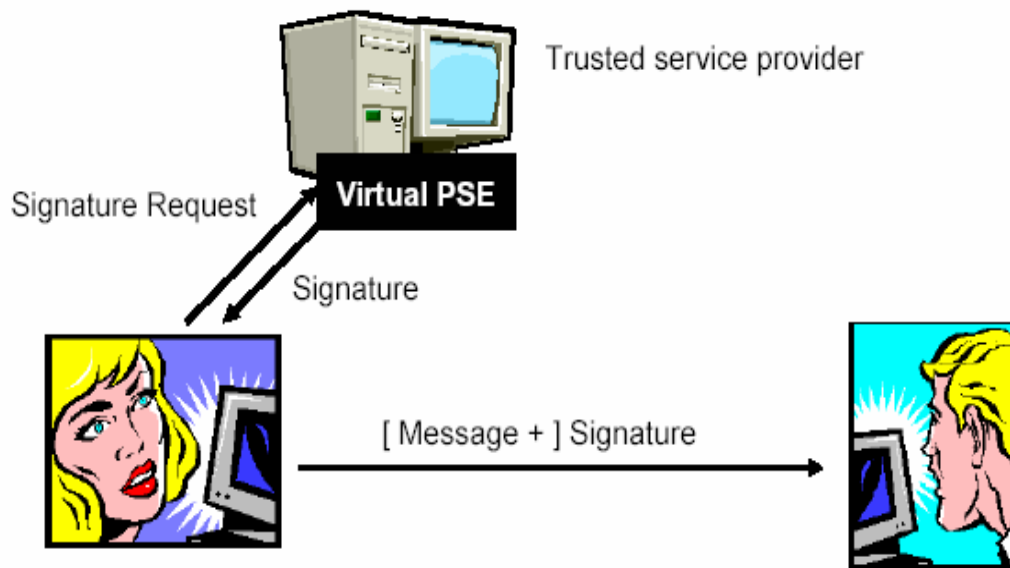 Trusted service provider
Virtual PSE
Signature Request
Signature
[ Message + ] Signature